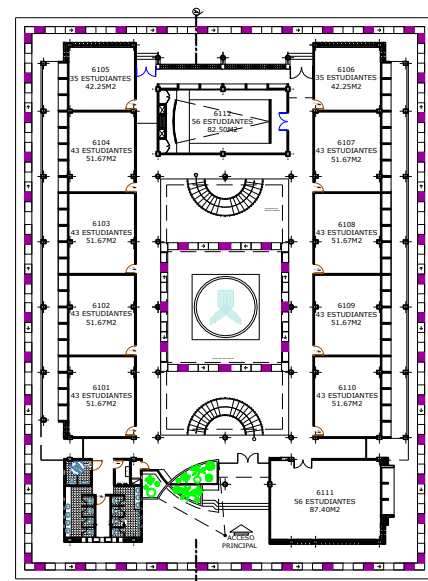 6105
35 ESTUDIANTES
42.25M2
6106
35 ESTUDIANTES
42.25M2
6112
56 ESTUDIANTES
82.50M2
6104
43 ESTUDIANTES
51.67M2
6107
43 ESTUDIANTES
51.67M2
6103
43 ESTUDIANTES
51.67M2
6108
43 ESTUDIANTES
51.67M2
6102
43 ESTUDIANTES
51.67M2
6109
43 ESTUDIANTES
51.67M2
6101
43 ESTUDIANTES
51.67M2
6110
43 ESTUDIANTES
51.67M2
6111
56 ESTUDIANTES
87.40M2
ACCESO
PRINCIPAL